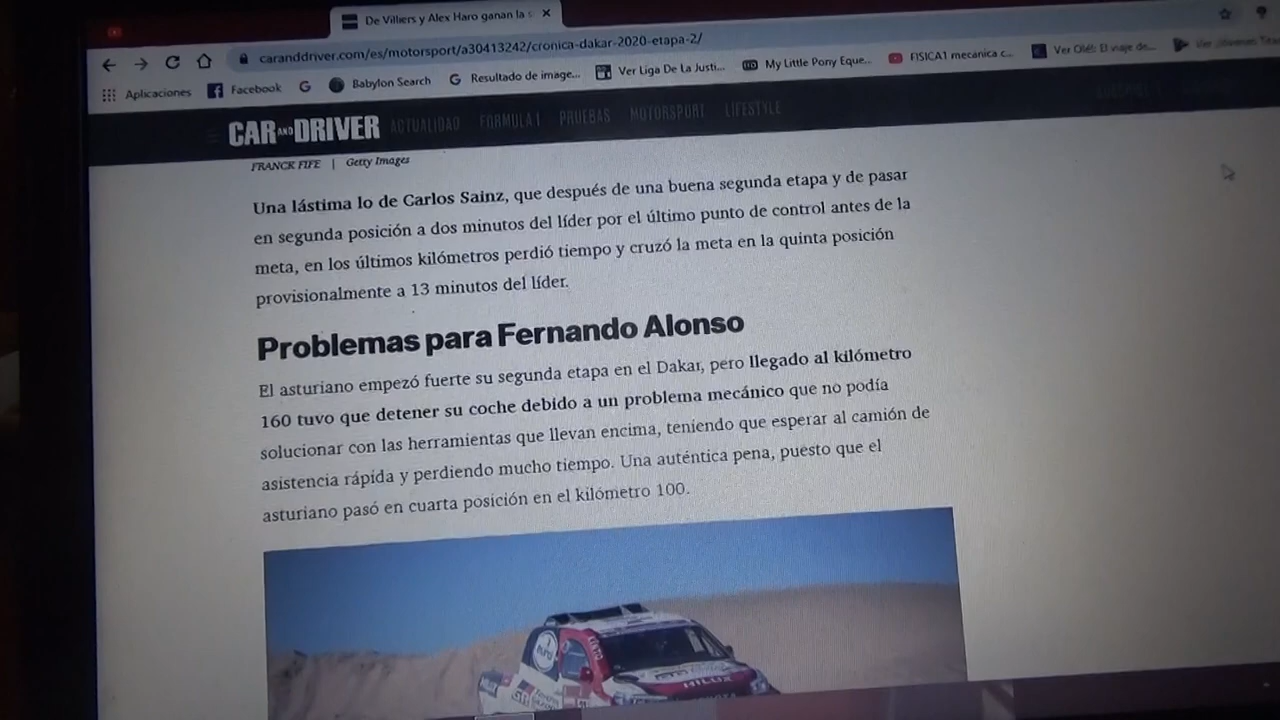 De Villiers y Alex Haro ganan la s
caranddriver.com/es/motorsport/a30413242/cronica-dakar-2020-etapa-2/
Aplicaciones Facebook Babylon Search Resultado de image... Ver Liga De La Justi... My Little Pony Eque... FISICA1 mecánica c... Ver Olé!: El viaje de...
CAR AND DRIVER ACTUALIDAD FÓRMULA 1 PRUEBAS MOTORSPORT LIFESTYLE
FRANCK FIFE | Getty Images
Una lástima lo de Carlos Sainz, que después de una buena segunda etapa y de pasar
en segunda posición a dos minutos del líder por el último punto de control antes de la
meta, en los últimos kilómetros perdió tiempo y cruzó la meta en la quinta posición
provisionalmente a 13 minutos del líder.
Problemas para Fernando Alonso
El asturiano empezó fuerte su segunda etapa en el Dakar, pero llegado al kilómetro
160 tuvo que detener su coche debido a un problema mecánico que no podía
solucionar con las herramientas que llevan encima, teniendo que esperar al camión de
asistencia rápida y perdiendo mucho tiempo. Una auténtica pena, puesto que el
asturiano pasó en cuarta posición en el kilómetro 100.
HILUX